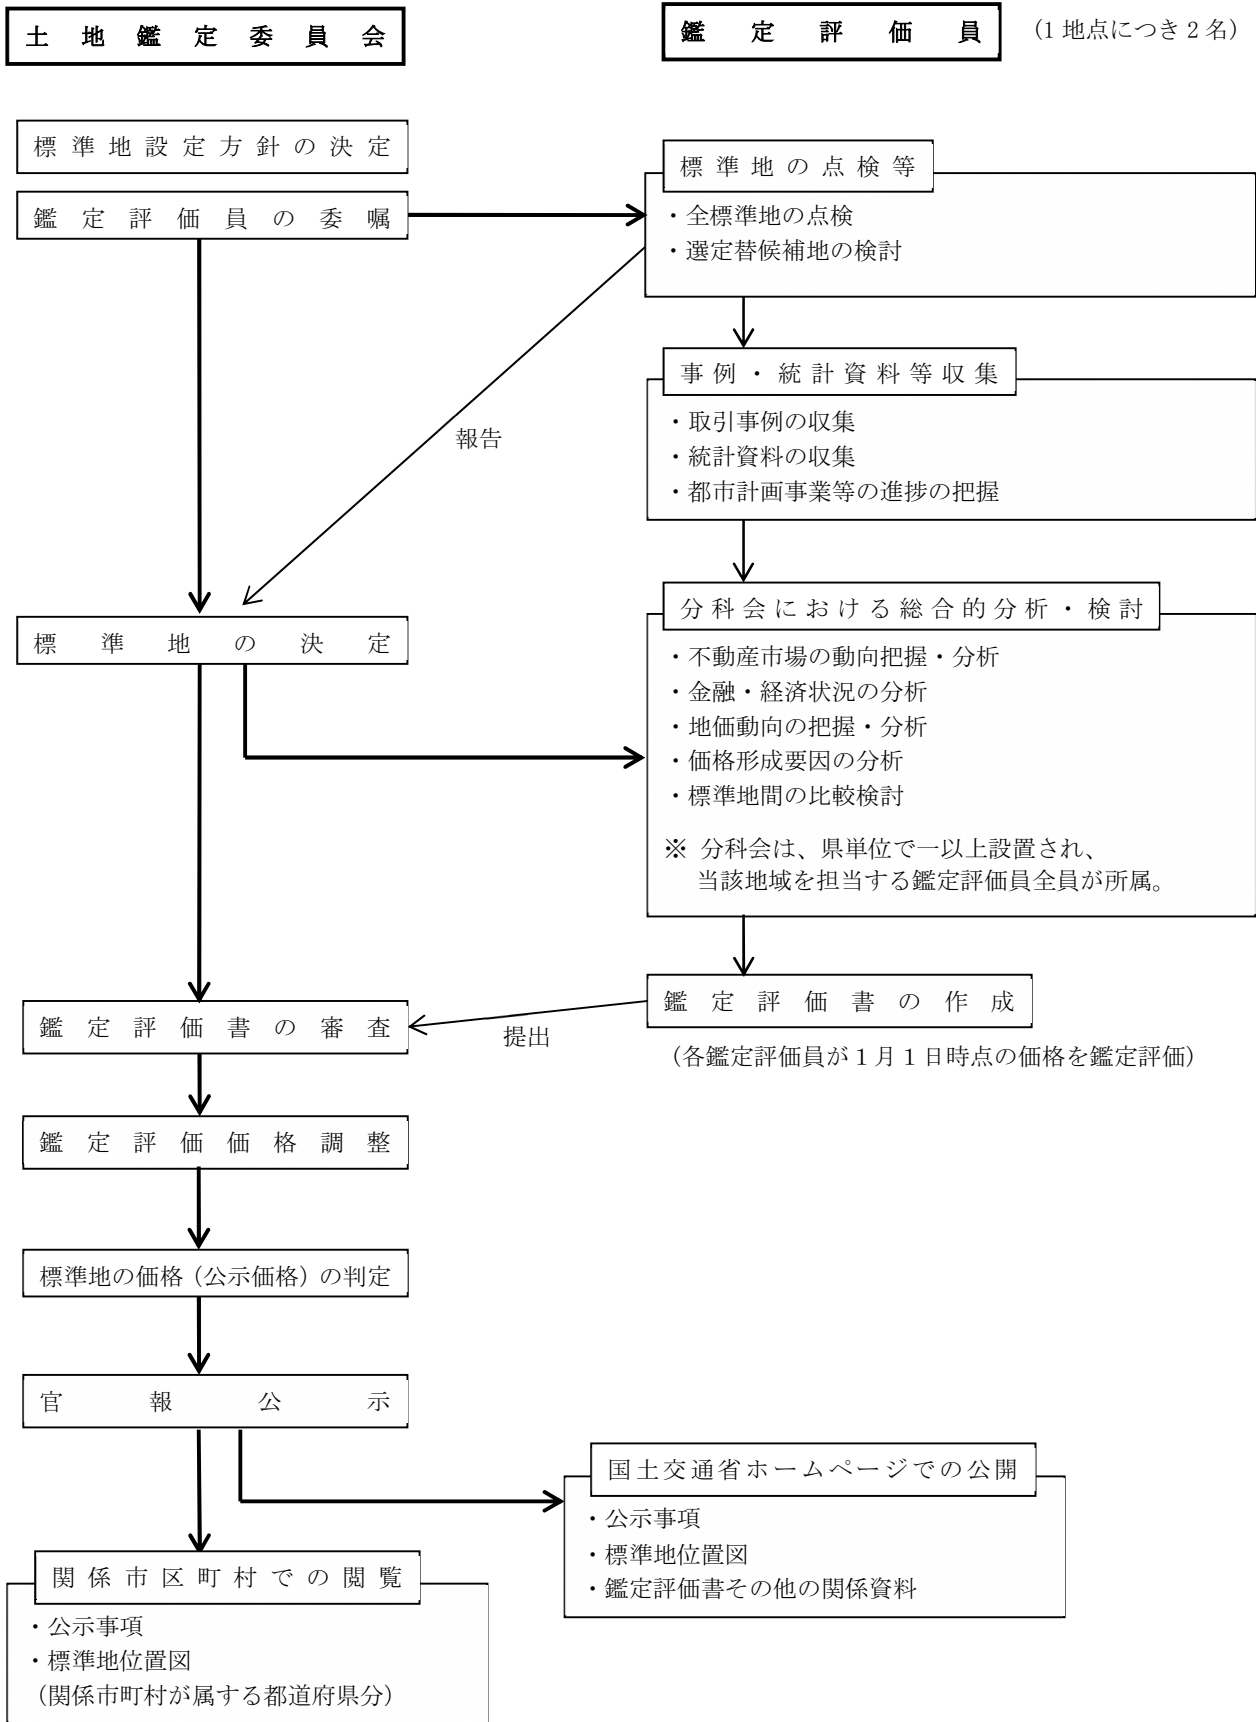 土地鑑定委員会
鑑定評価員
（1地点につき2名）
標準地設定方針の決定
鑑定評価員の委嘱
標準地の点検等
・全標準地の点検
・選定替候補地の検討
事例・統計資料等収集
・取引事例の収集
・統計資料の収集
・都市計画事業等の進捗の把握
報告
標準地の決定
分科会における総合的分析・検討
・不動産市場の動向把握・分析
・金融・経済状況の分析
・地価動向の把握・分析
・価格形成要因の分析
・標準地間の比較検討
※ 分科会は、県単位で一以上設置され、
当該地域を担当する鑑定評価員全員が所属。
鑑定評価書の作成
（各鑑定評価員が１月１日時点の価格を鑑定評価）
提出
鑑定評価書の審査
鑑定評価価格調整
標準地の価格（公示価格）の判定
官報公示
国土交通省ホームページでの公開
・公示事項
・標準地位置図
・鑑定評価書その他の関係資料
関係市区町村での閲覧
・公示事項
・標準地位置図
（関係市町村が属する都道府県分）